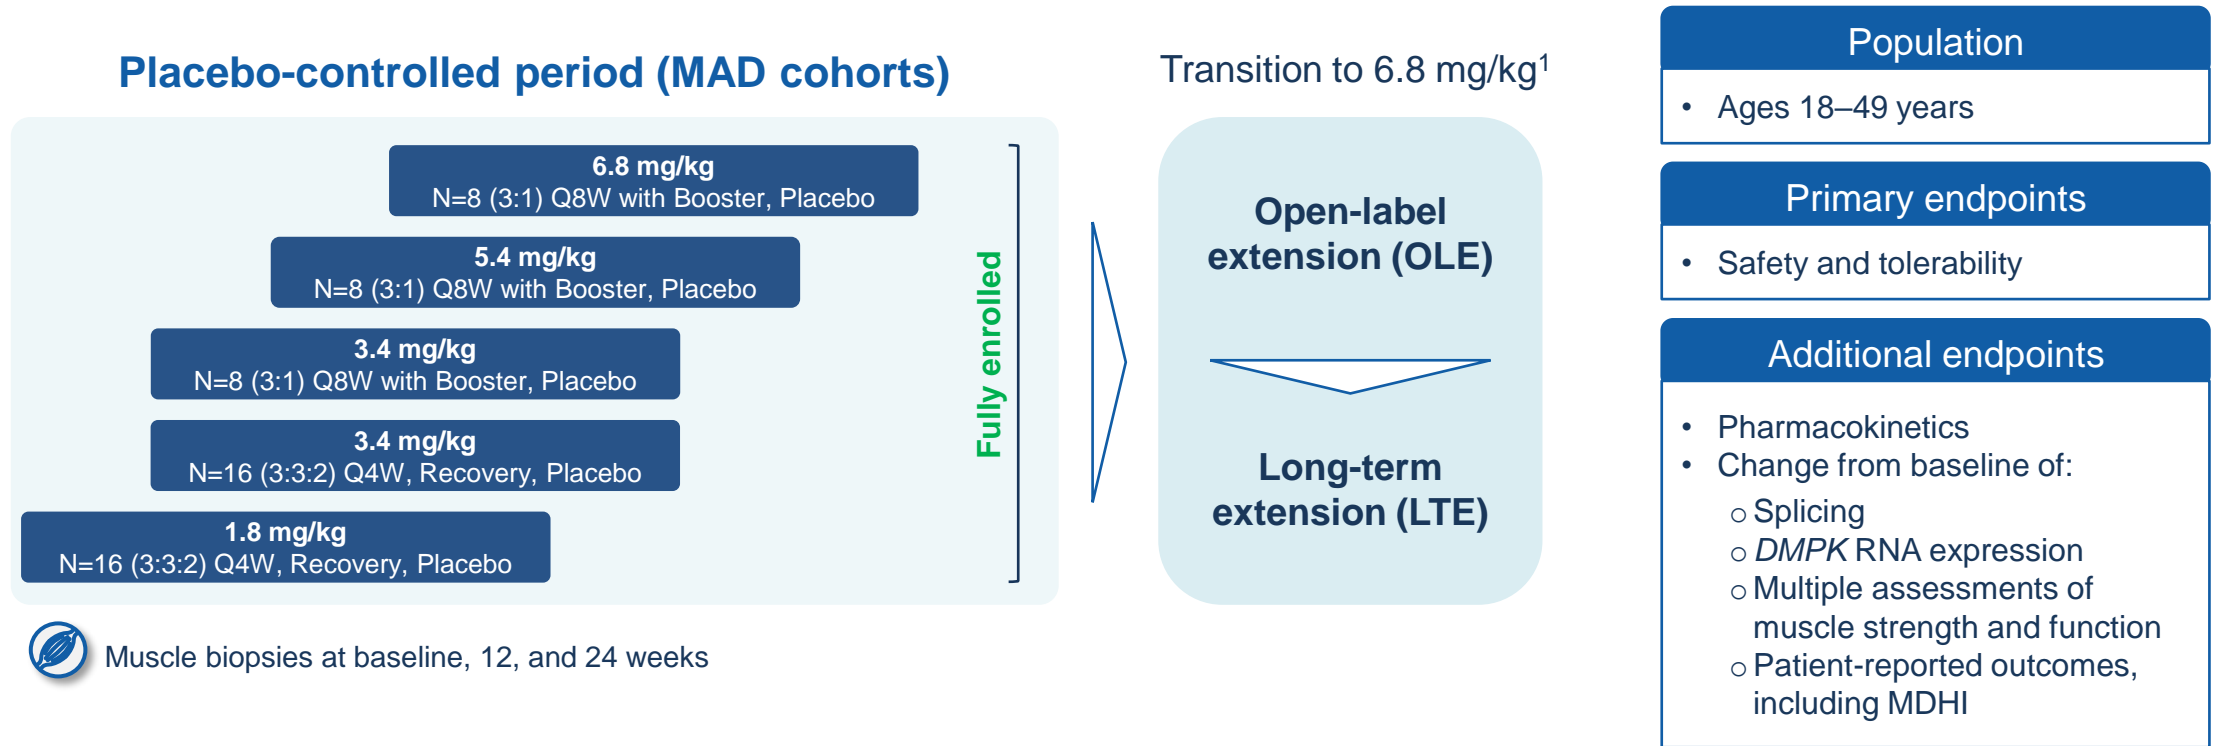 Placebo-controlled period (MAD cohorts)
6.8 mg/kg
N=8 (3:1) Q8W with Booster, Placebo
5.4 mg/kg
N=8 (3:1) Q8W with Booster, Placebo
3.4 mg/kg
N=8 (3:1) Q8W with Booster, Placebo
3.4 mg/kg
N=16 (3:3:2) Q4W, Recovery, Placebo
1.8 mg/kg
N=16 (3:3:2) Q4W, Recovery, Placebo
Fully enrolled
Muscle biopsies at baseline, 12, and 24 weeks
Transition to 6.8 mg/kg¹
Open-label
extension (OLE)
Long-term
extension (LTE)
Population
• Ages 18–49 years
Primary endpoints
• Safety and tolerability
Additional endpoints
• Pharmacokinetics
• Change from baseline of:
o Splicing
o DMPK RNA expression
o Multiple assessments of
muscle strength and function
o Patient-reported outcomes,
including MDHI